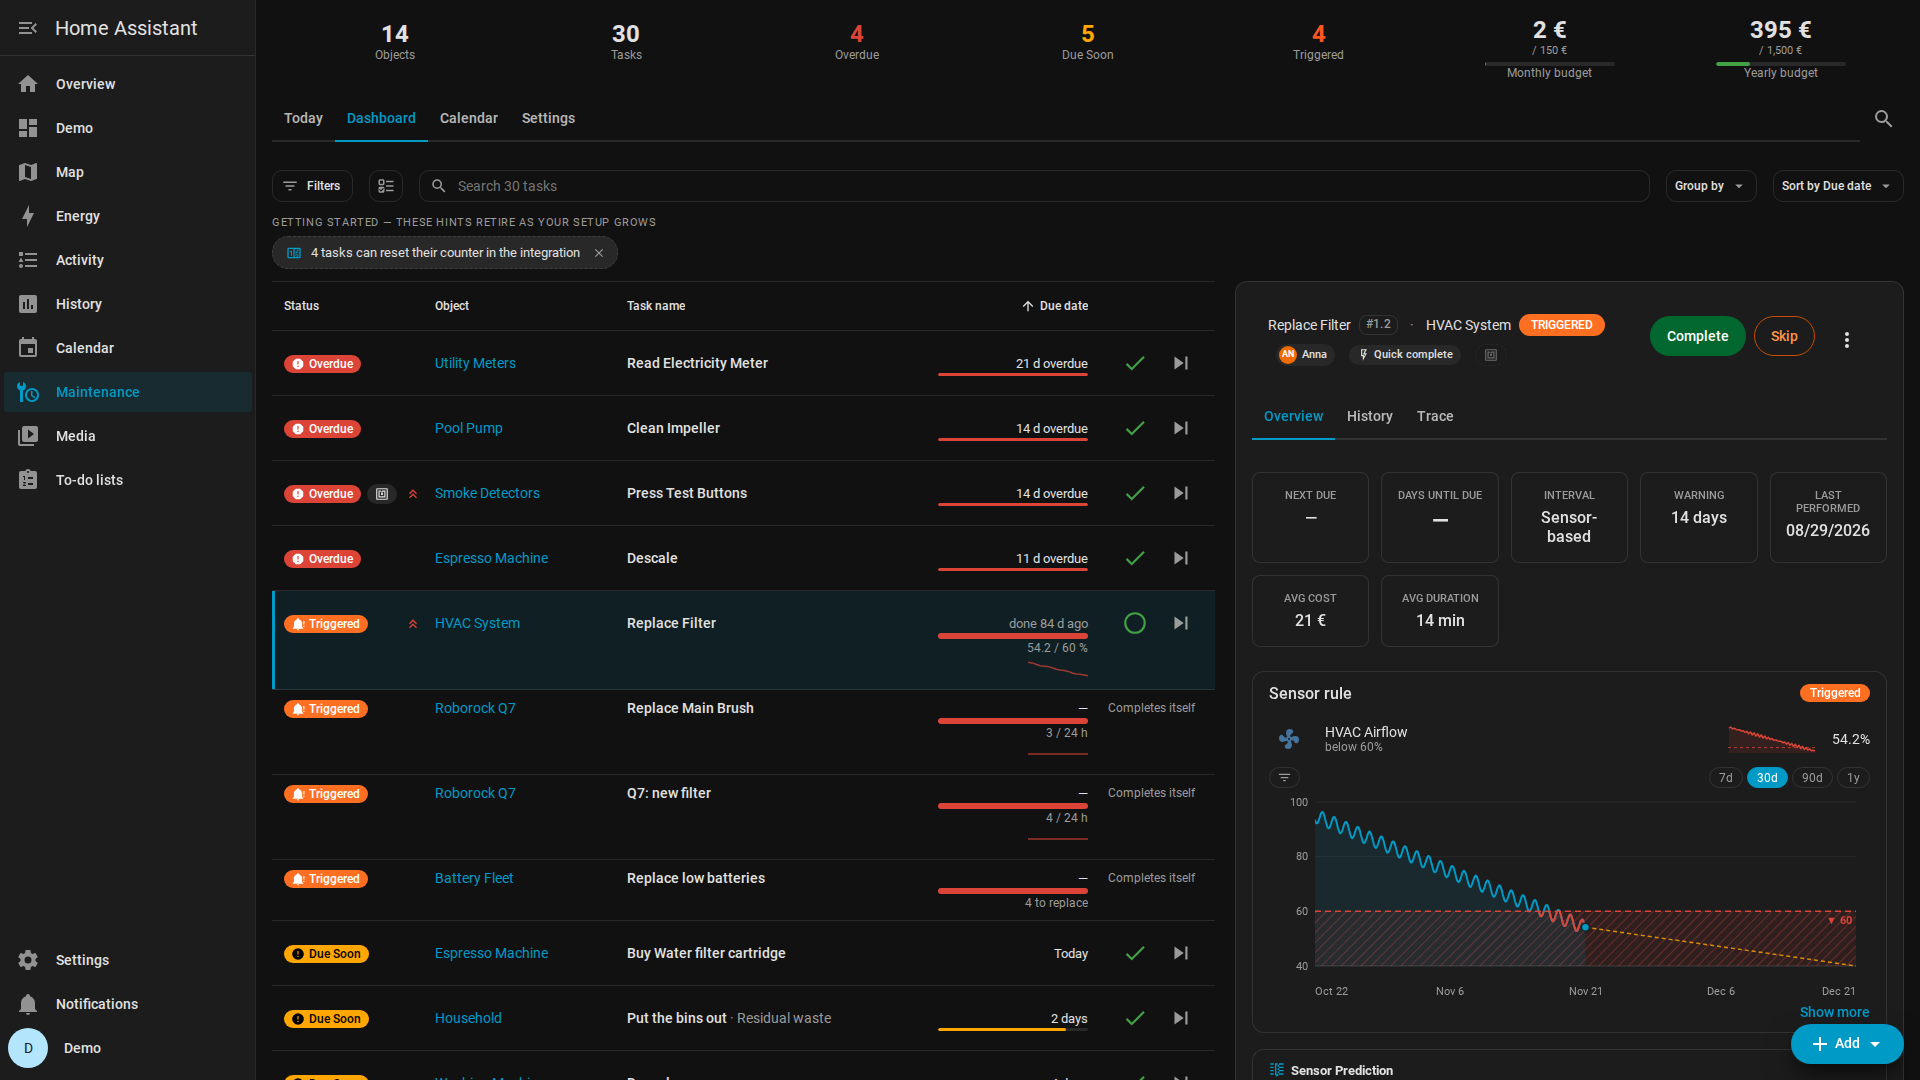 Home Assistant
Overview
Demo
Map
Energy
Activity
History
Calendar
Maintenance
Media
To-do lists
Settings
Notifications
D Demo
14
Objects
30
Tasks
4
Overdue
5
Due Soon
4
Triggered
2 €
/ 150 €
Monthly budget
395 €
/ 1,500 €
Yearly budget
Today Dashboard Calendar Settings
Filters Search 30 tasks Group by Sort by Due date
GETTING STARTED — THESE HINTS RETIRE AS YOUR SETUP GROWS
4 tasks can reset their counter in the integration
Status Object Task name Due date
Overdue Utility Meters Read Electricity Meter 21 d overdue
Overdue Pool Pump Clean Impeller 14 d overdue
Overdue Smoke Detectors Press Test Buttons 14 d overdue
Overdue Espresso Machine Descale 11 d overdue
Triggered HVAC System Replace Filter done 84 d ago
54.2 / 60 %
Triggered Roborock Q7 Replace Main Brush — Completes itself
3 / 24 h
Triggered Roborock Q7 Q7: new filter — Completes itself
4 / 24 h
Triggered Battery Fleet Replace low batteries — Completes itself
4 to replace
Due Soon Espresso Machine Buy Water filter cartridge Today
Due Soon Household Put the bins out · Residual waste 2 days
Replace Filter #1.2 · HVAC System TRIGGERED
AN Anna Quick complete
Complete Skip
Overview History Trace
NEXT DUE
—
DAYS UNTIL DUE
—
INTERVAL
Sensor-
based
WARNING
14 days
LAST
PERFORMED
08/29/2026
AVG COST
21 €
AVG DURATION
14 min
Sensor rule Triggered
HVAC Airflow
below 60%
54.2%
7d 30d 90d 1y
100
80
60
40
▼ 60
Oct 22 Nov 6 Nov 21 Dec 6 Dec 21
Show more
Add
Sensor Prediction